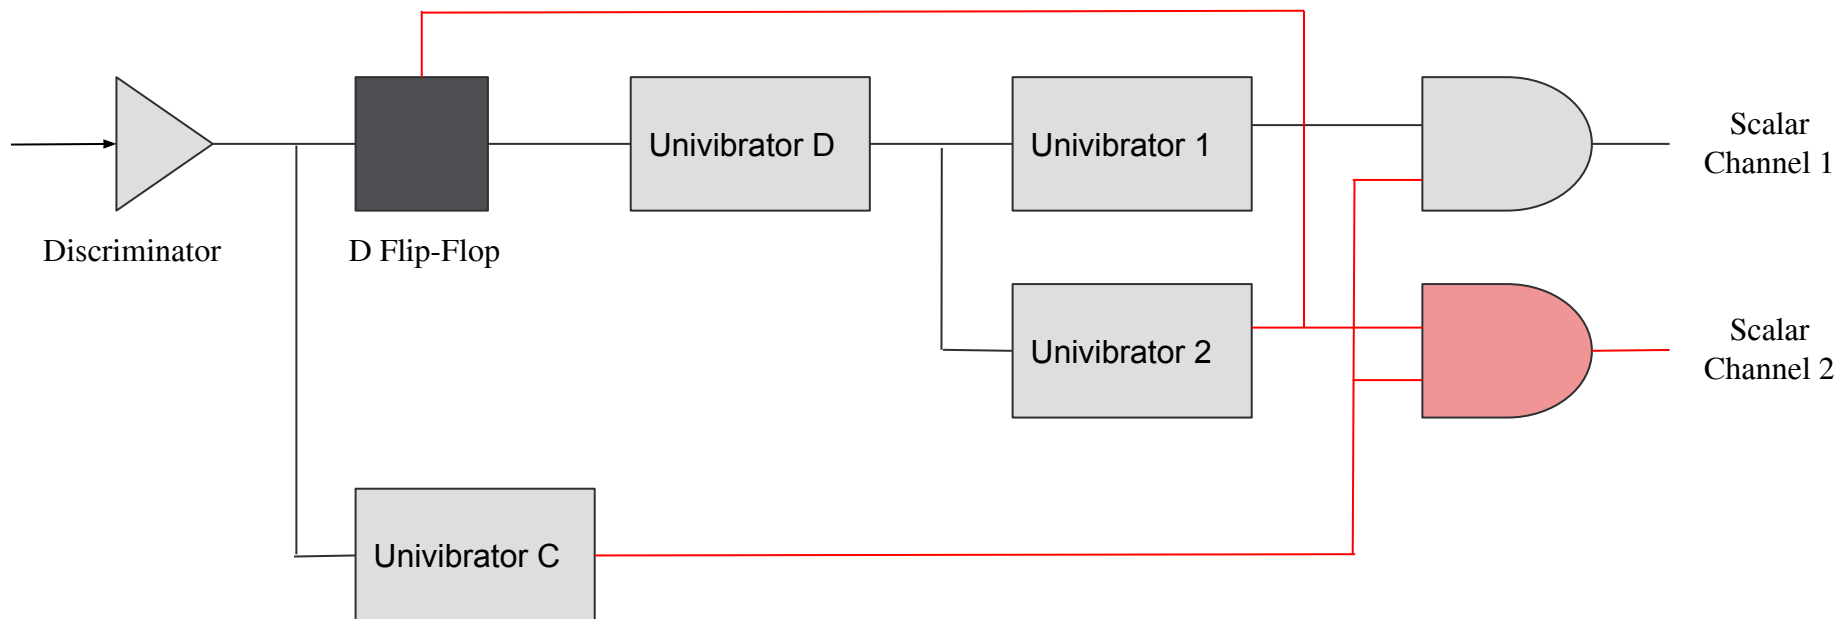 Univibrator D
Univibrator 1
Scalar
Channel 1
Discriminator
D Flip-Flop
Univibrator 2
Scalar
Channel 2
Univibrator C